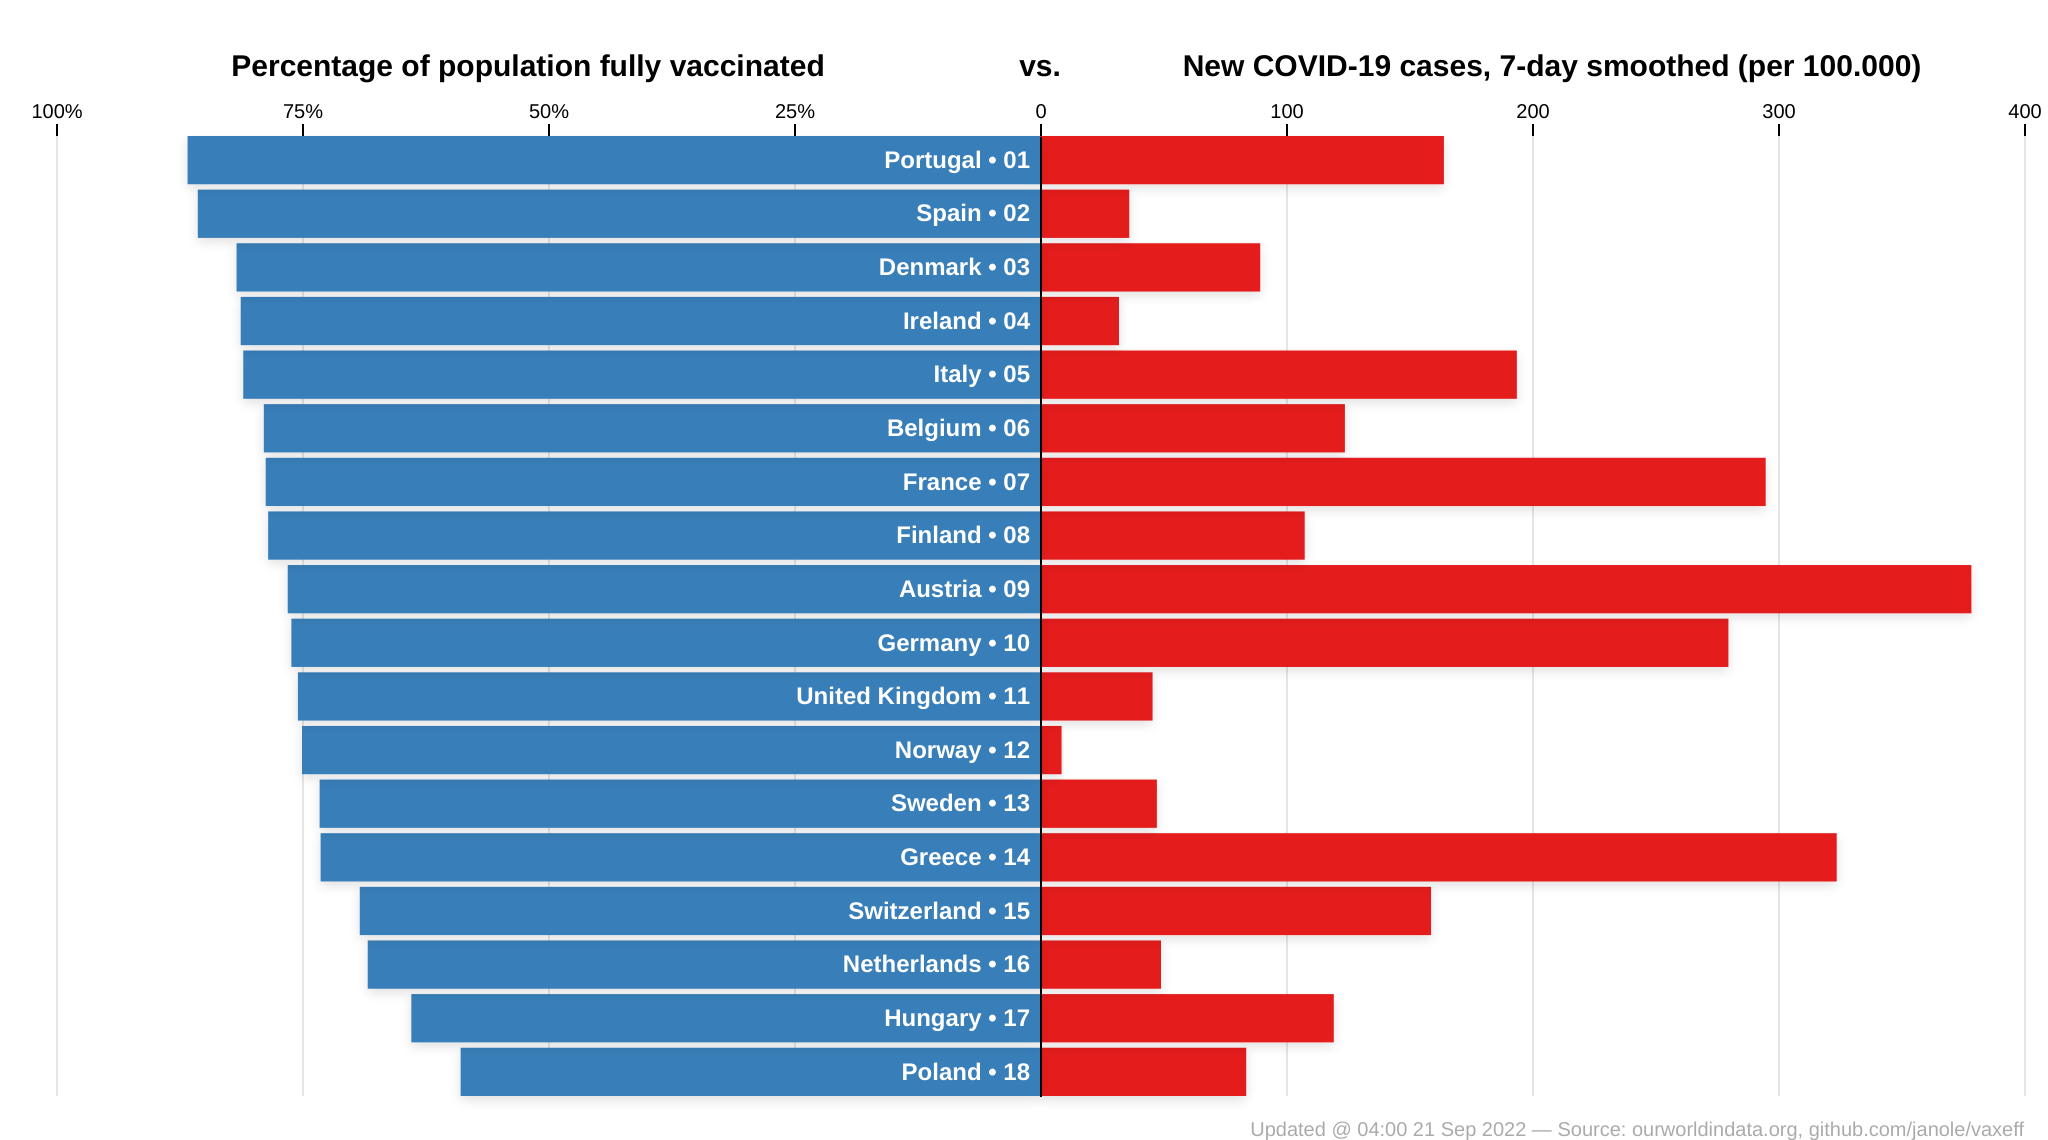 Percentage of population fully vaccinated vs. New COVID-19 cases, 7-day smoothed (per 100.000)
100% 75% 50% 25% 0 100 200 300 400
Portugal • 01
Spain • 02
Denmark • 03
Ireland • 04
Italy • 05
Belgium • 06
France • 07
Finland • 08
Austria • 09
Germany • 10
United Kingdom • 11
Norway • 12
Sweden • 13
Greece • 14
Switzerland • 15
Netherlands • 16
Hungary • 17
Poland • 18
Updated @ 04:00 21 Sep 2022 — Source: ourworldindata.org, github.com/janole/vaxeff